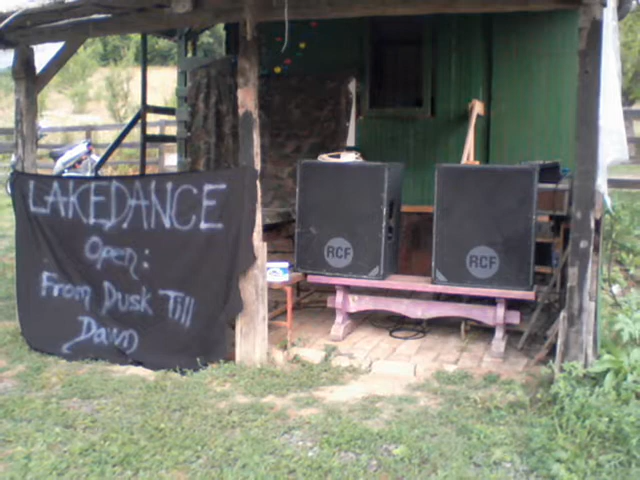 LAKEDANCE
Open:
From Dusk Till
Dawn
RCF
RCF